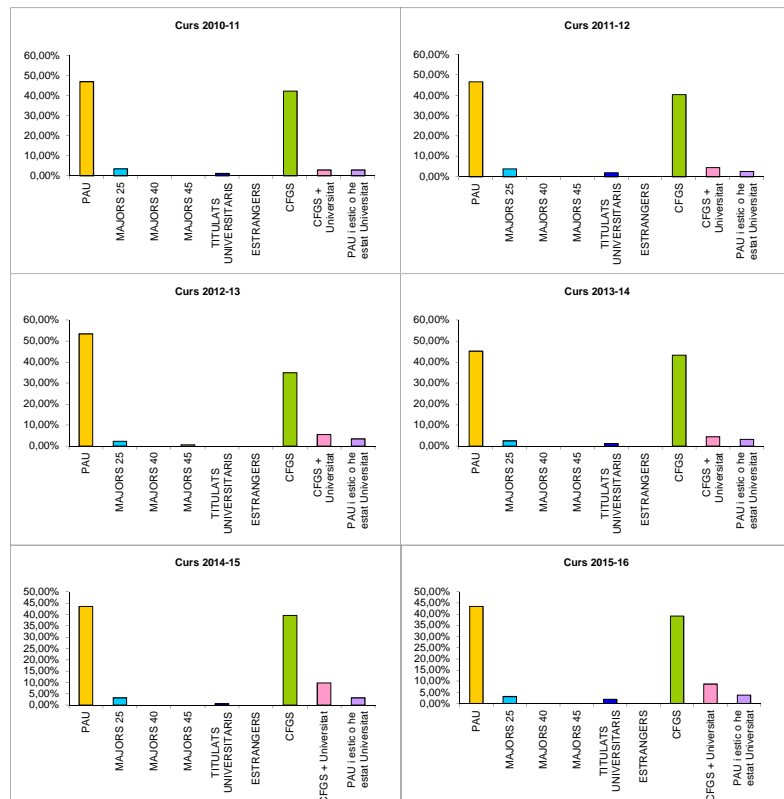 Curs 2010-11
60,00%
50,00%
40,00%
30,00%
20,00%
10,00%
0,00%
PAU
MAJORS 25
MAJORS 40
MAJORS 45
TITULATS
UNIVERSITARIS
ESTRANGERS
CFGS
CFGS +
Universitat
PAU i estic o he
estat Universitat
Curs 2011-12
60,00%
50,00%
40,00%
30,00%
20,00%
10,00%
0,00%
PAU
MAJORS 25
MAJORS 40
MAJORS 45
TITULATS
UNIVERSITARIS
ESTRANGERS
CFGS
CFGS +
Universitat
PAU i estic o he
estat Universitat
Curs 2012-13
60,00%
50,00%
40,00%
30,00%
20,00%
10,00%
0,00%
PAU
MAJORS 25
MAJORS 40
MAJORS 45
TITULATS
UNIVERSITARIS
ESTRANGERS
CFGS
CFGS +
Universitat
PAU i estic o he
estat Universitat
Curs 2013-14
60,00%
50,00%
40,00%
30,00%
20,00%
10,00%
0,00%
PAU
MAJORS 25
MAJORS 40
MAJORS 45
TITULATS
UNIVERSITARIS
ESTRANGERS
CFGS
CFGS +
Universitat
PAU i estic o he
estat Universitat
Curs 2014-15
50,00%
45,00%
40,00%
35,00%
30,00%
25,00%
20,00%
15,00%
10,00%
5,00%
0,00%
PAU
MAJORS 25
MAJORS 40
MAJORS 45
TITULATS
UNIVERSITARIS
ESTRANGERS
CFGS
CFGS + Universitat
PAU i estic o he
estat Universitat
Curs 2015-16
50,00%
45,00%
40,00%
35,00%
30,00%
25,00%
20,00%
15,00%
10,00%
5,00%
0,00%
PAU
MAJORS 25
MAJORS 40
MAJORS 45
TITULATS
UNIVERSITARIS
ESTRANGERS
CFGS
CFGS + Universitat
PAU i estic o he
estat Universitat